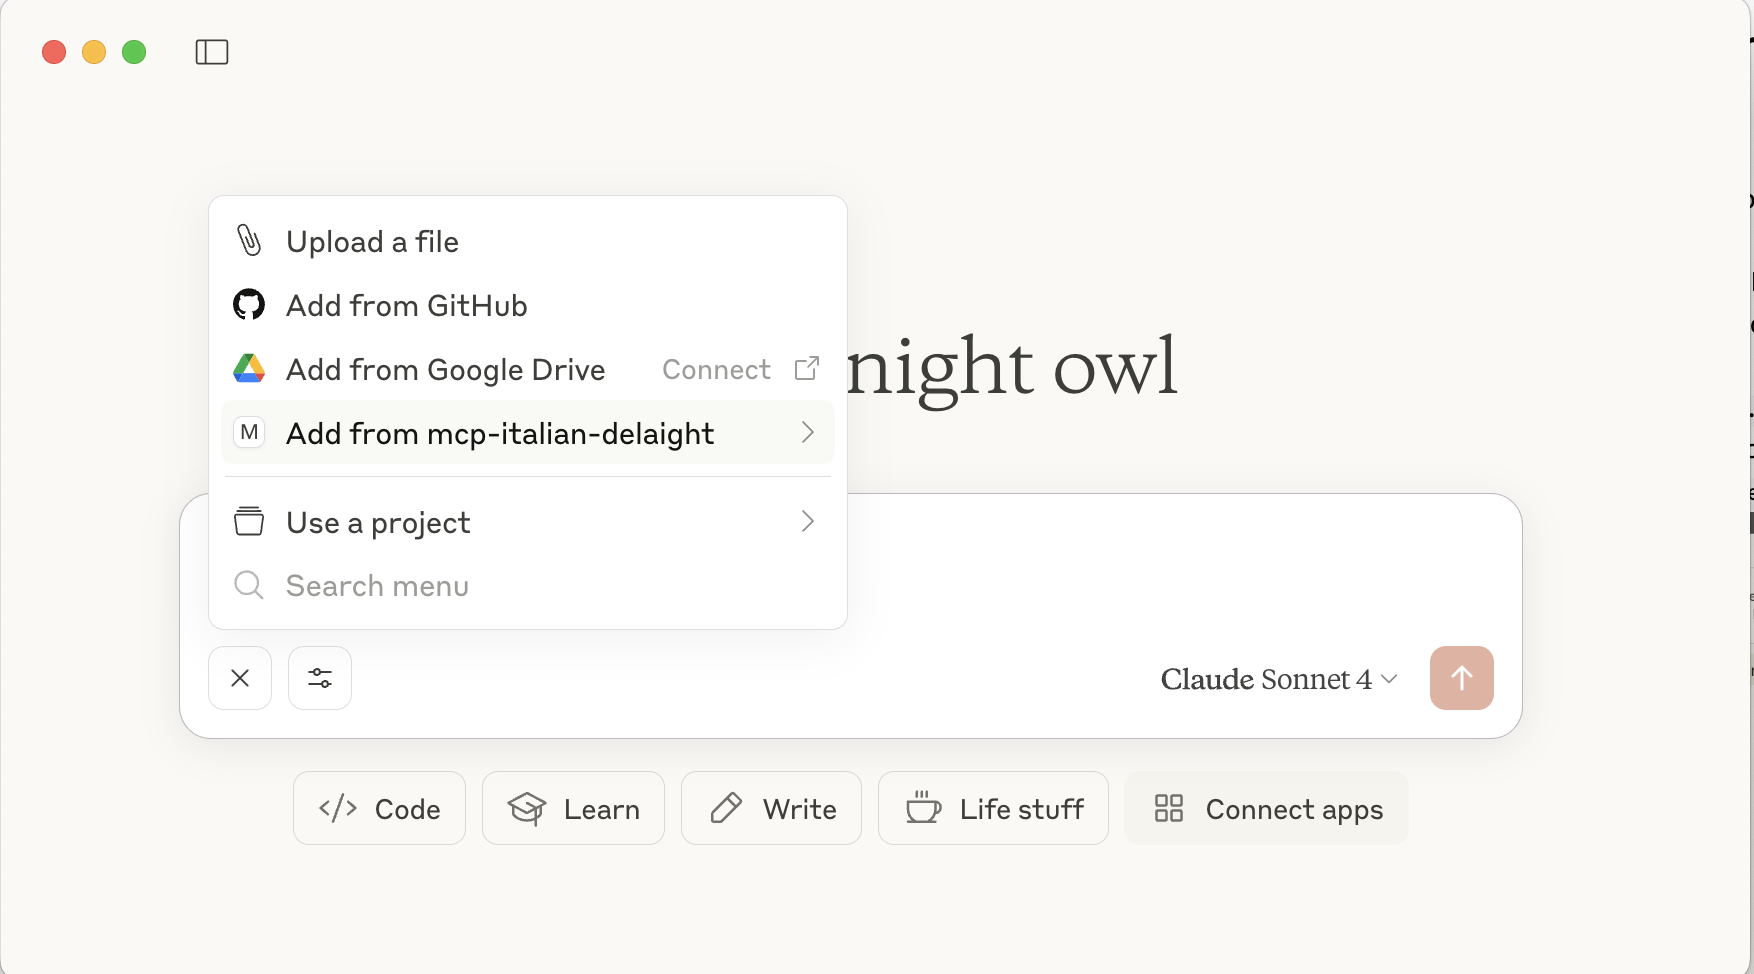 Upload a file
Add from GitHub
Add from Google Drive Connect
M Add from mcp-italian-delaight
night owl
Use a project
Search menu
Claude Sonnet 4
Code
Learn
Write
Life stuff
Connect apps